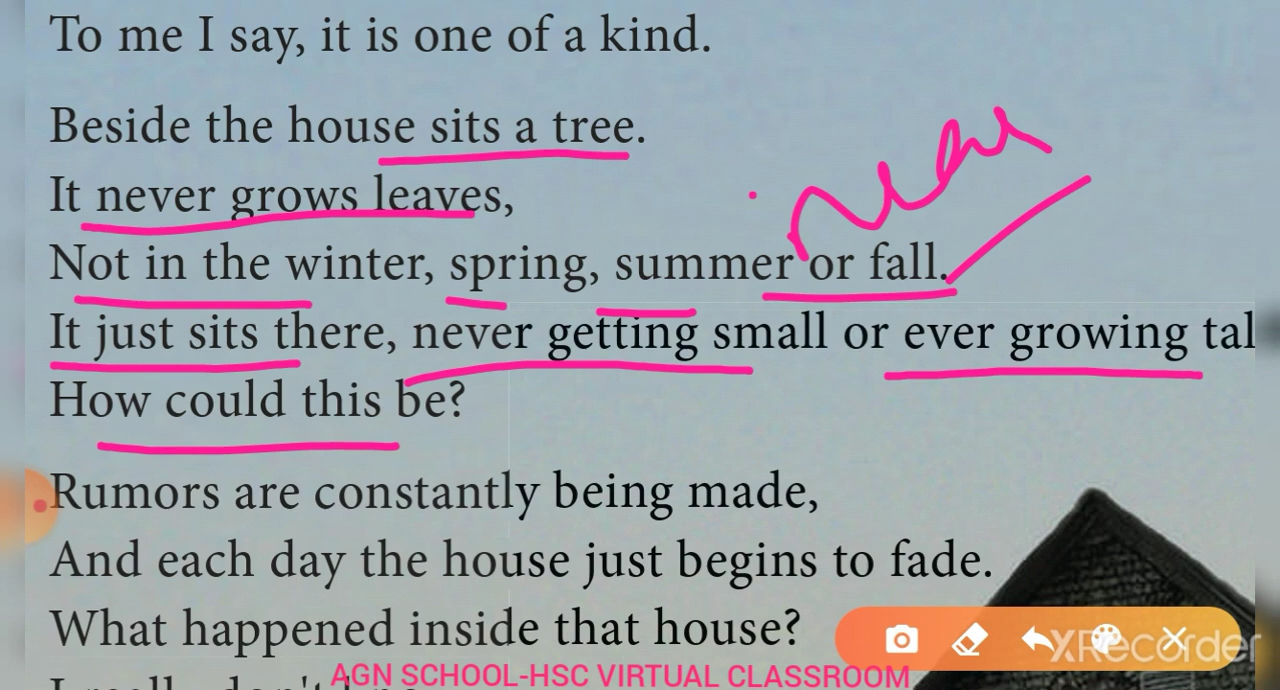 To me I say, it is one of a kind.
Beside the house sits a tree.
It never grows leaves,
Not in the winter, spring, summer or fall.
It just sits there, never getting small or ever growing tal
How could this be?
Rumors are constantly being made,
And each day the house just begins to fade.
What happened inside that house?
XRecorder
AGN SCHOOL-HSC VIRTUAL CLASSROOM